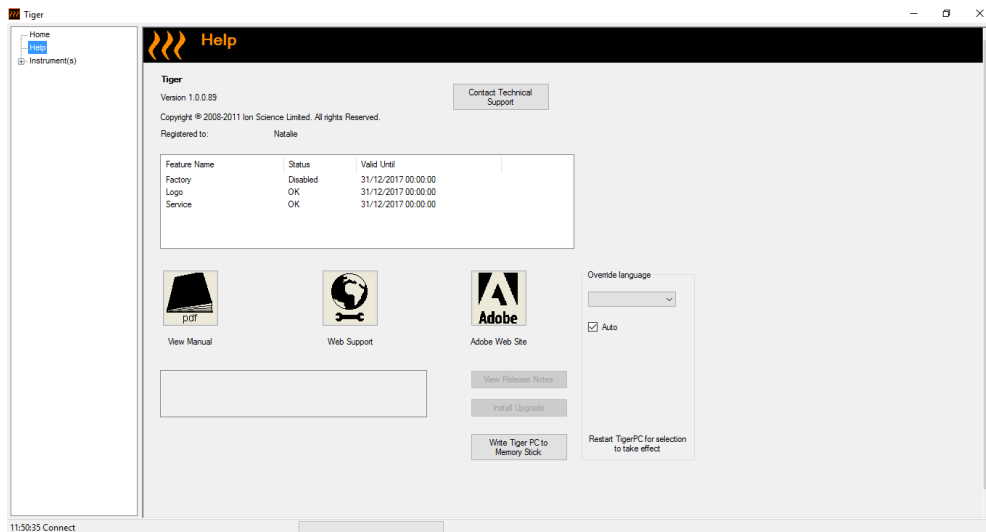 Tiger
Home
Help
Instrument(s)
Help
Tiger
Version 1.0.0.89
Contact Technical
Support
Copyright ® 2008-2011 Ion Science Limited. All rights Reserved.
Registered to: Natalie
Feature Name Status Valid Until
Factory Disabled 31/12/2017 00:00:00
Logo OK 31/12/2017 00:00:00
Service OK 31/12/2017 00:00:00
pdf
Adobe
View Manual
Web Support
Adobe Web Site
Override language
Auto
View Release Notes
Install Upgrade
Write Tiger PC to
Memory Stick
Restart TigerPC for selection
to take effect
11:50:35 Connect